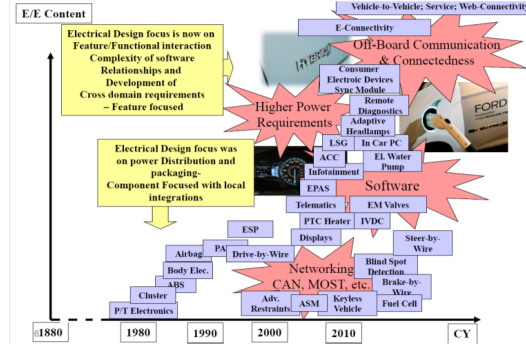 E/E Content
Vehicle-to-Vehicle; Service; Web-Connectivity
E-Connectivity
Electrical Design focus is now on
Feature/Functional interaction
Complexity of software
Relationships and
Development of
Cross domain requirements
– Feature focused
HYBRID
Off-Board Communication
& Connectedness
Consumer
Electroic Devices
Sync Module
Higher Power
Requirements
Remote
Diagnostics
FORD
Adaptive
Headlamps
LSG
In Car PC
Electrical Design focus was
on power Distribution and
packaging-
Component Focused with local
integrations
ACC
EL Water
Pump
Infotainment
EPAS
Software
Telematics
EM Valves
PTC Heater
IVDC
ESP
Displays
Steer-by-
Wire
Airbag
Drive-by-Wire
Networking
CAN, MOST, etc.
Blind Spot
Detection
Body Elec.
ABS
Brake-by-
Wire
Cluster
Adv.
Restraints
ASM
Keyless
Vehicle
Fuel Cell
P/T Electronics
1880
1980
1990
2000
2010
CY